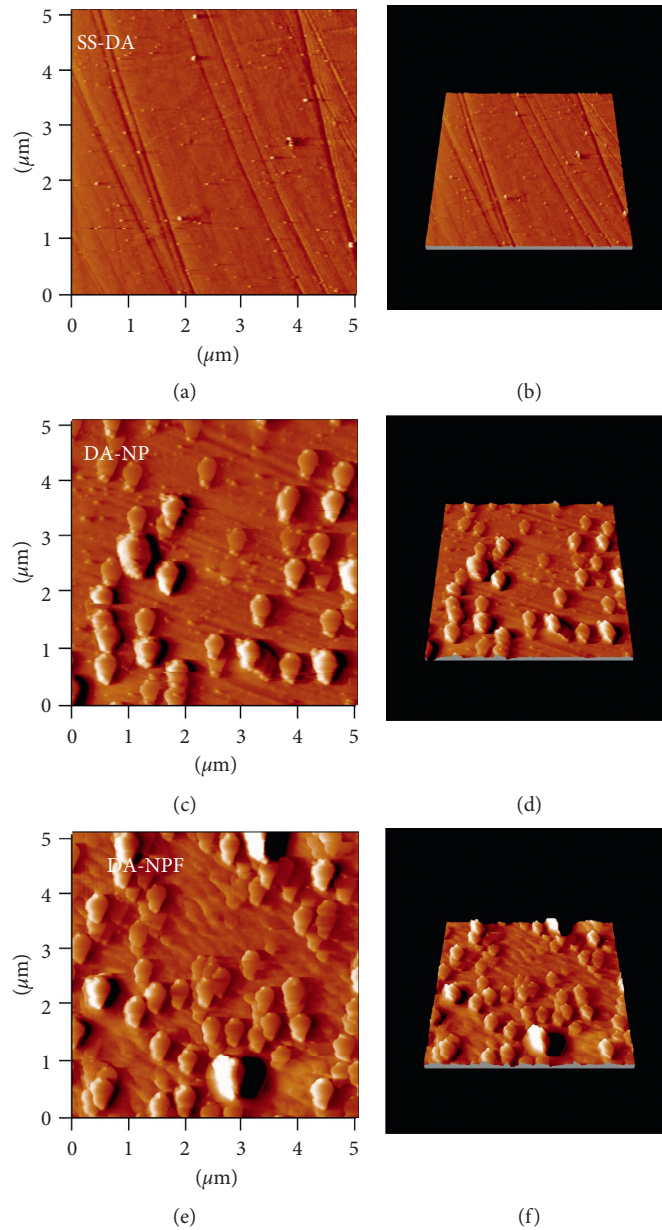 SS-DA
5
4
3
2
1
0
(μm)
0 1 2 3 4 5
(μm)
(a)
(b)
DA-NP
5
4
3
2
1
0
(μm)
0 1 2 3 4 5
(μm)
(c)
(d)
DA-NPF
5
4
3
2
1
0
(μm)
0 1 2 3 4 5
(μm)
(e)
(f)